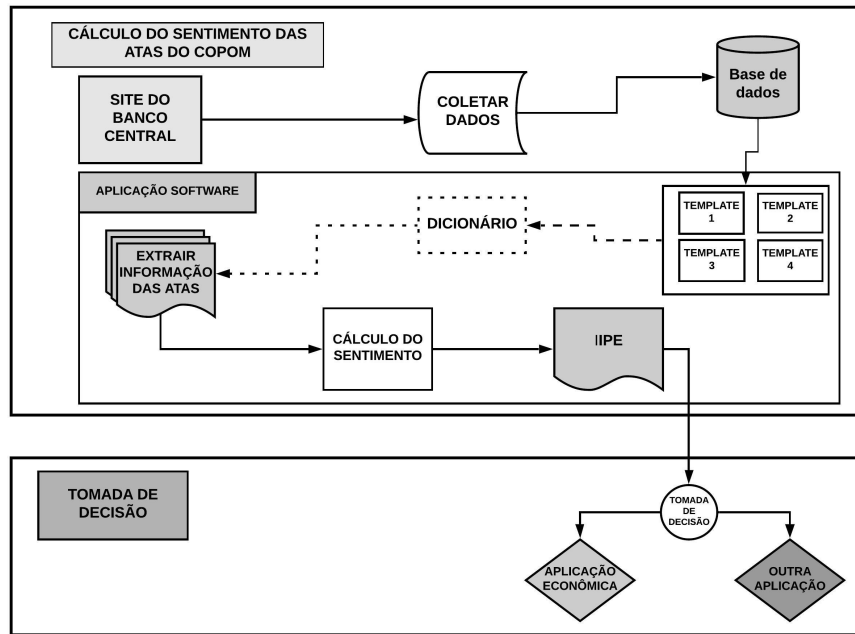 CÁLCULO DO SENTIMENTO DAS
ATAS DO COPOM
SITE DO
BANCO
CENTRAL
COLETAR
DADOS
Base de
dados
APLICAÇÃO SOFTWARE
TEMPLATE
1
TEMPLATE
2
TEMPLATE
3
TEMPLATE
4
DICIONÁRIO
EXTRAIR
INFORMAÇÃO
DAS ATAS
CÁLCULO DO
SENTIMENTO
IIPE
TOMADA DE
DECISÃO
TOMADA
DE
DECISÃO
APLICAÇÃO
ECONÔMICA
OUTRA
APLICAÇÃO